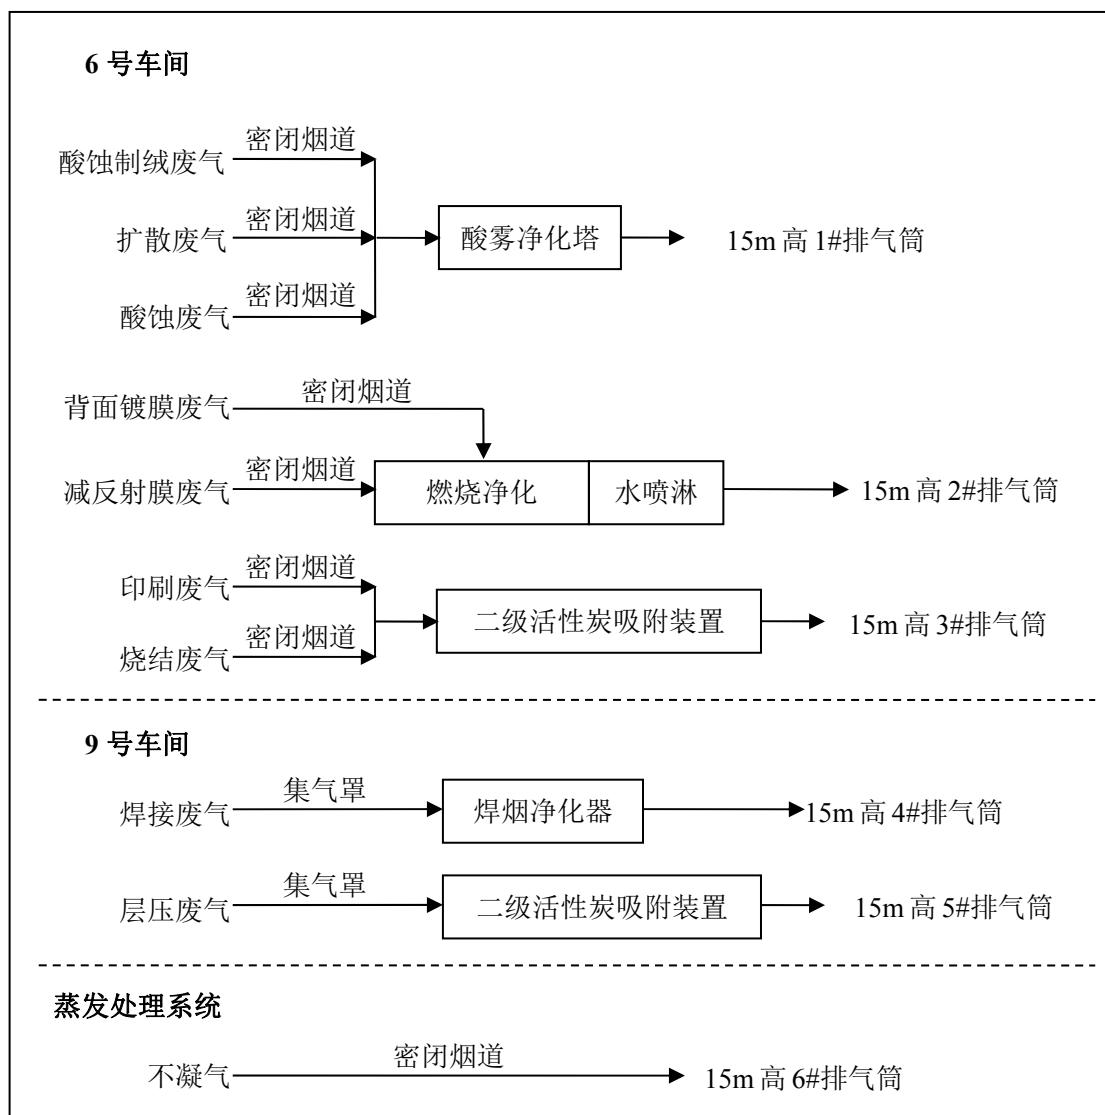 6 号车间
密闭烟道
酸蚀制绒废气
密闭烟道
扩散废气
酸雾净化塔
15m 高 1#排气筒
密闭烟道
酸蚀废气
密闭烟道
背面镀膜废气
密闭烟道
减反射膜废气
燃烧净化
水喷淋
15m 高 2#排气筒
密闭烟道
印刷废气
二级活性炭吸附装置
15m 高 3#排气筒
密闭烟道
烧结废气
9 号车间
集气罩
焊接废气
焊烟净化器
15m 高 4#排气筒
集气罩
层压废气
二级活性炭吸附装置
15m 高 5#排气筒
蒸发处理系统
密闭烟道
不凝气
15m 高 6#排气筒